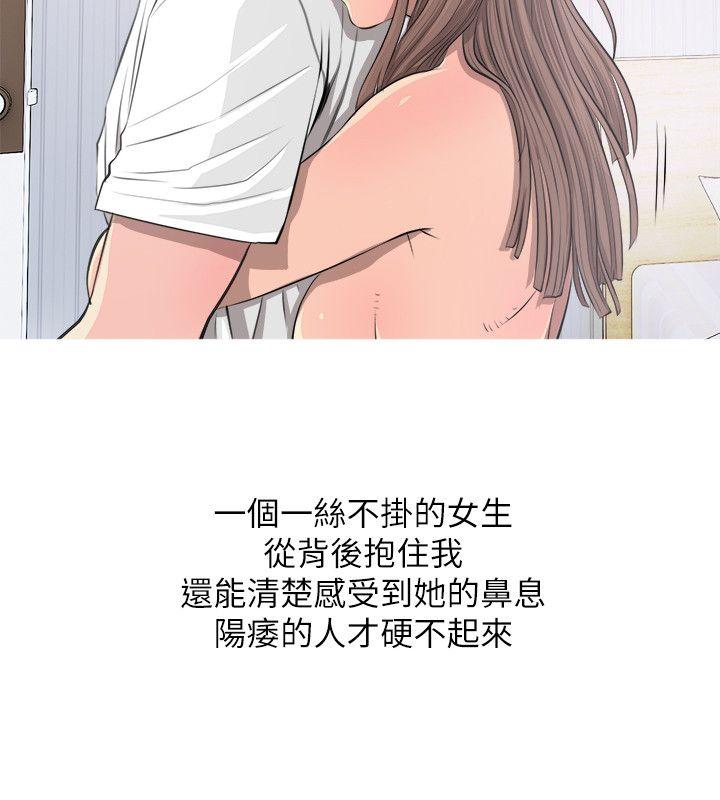 一個一絲不掛的女生
從背後抱住我
還能清楚感受到她的鼻息
陽痿的人才硬不起來